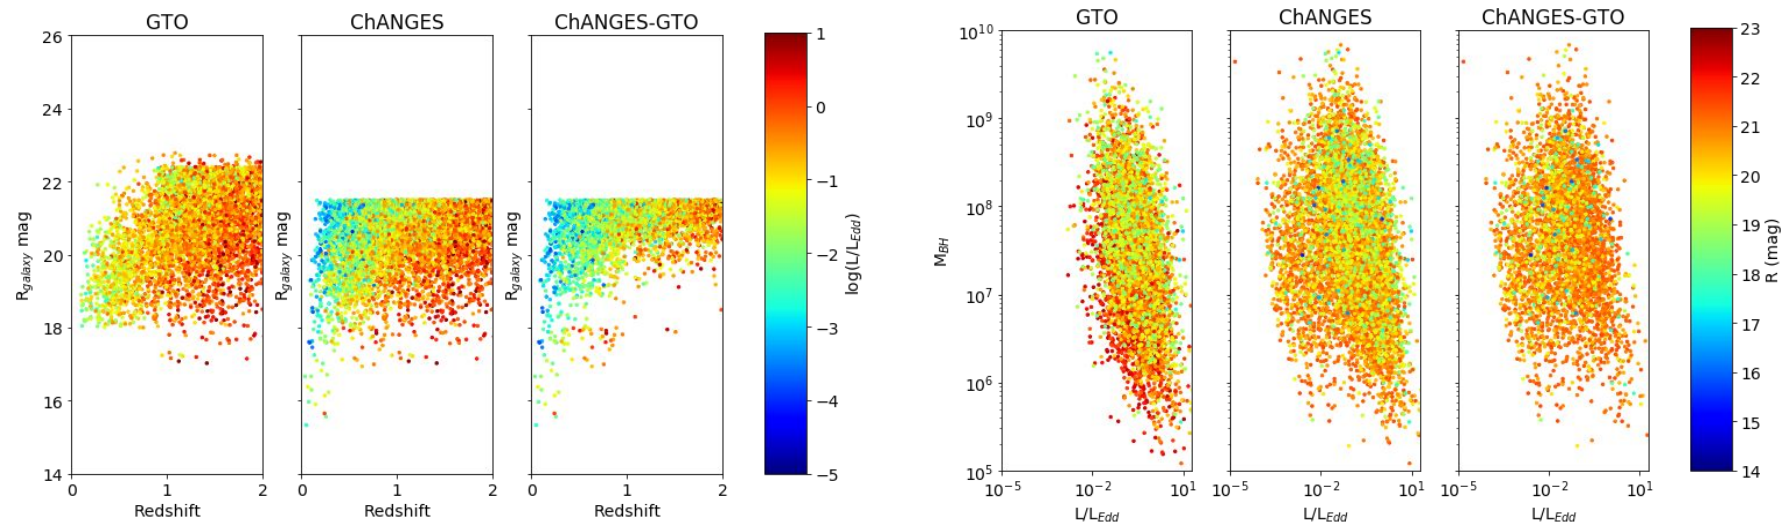 GTO ChANGES ChANGES-GTO
26 24 22 20 18 16 14
R_galaxy mag
0 1 2
Redshift
R_galaxy mag
0 1 2
Redshift
R_galaxy mag
0 1 2
Redshift
1 0 −1 −2 −3 −4 −5
log(L/L_Edd)
GTO ChANGES ChANGES-GTO
10^10 10^9 10^8 10^7 10^6 10^5
M_BH
10^-5 10^-2 10^1
L/L_Edd
10^-5 10^-2 10^1
L/L_Edd
10^-5 10^-2 10^1
L/L_Edd
23 22 21 20 19 18 17 16 15 14
R (mag)